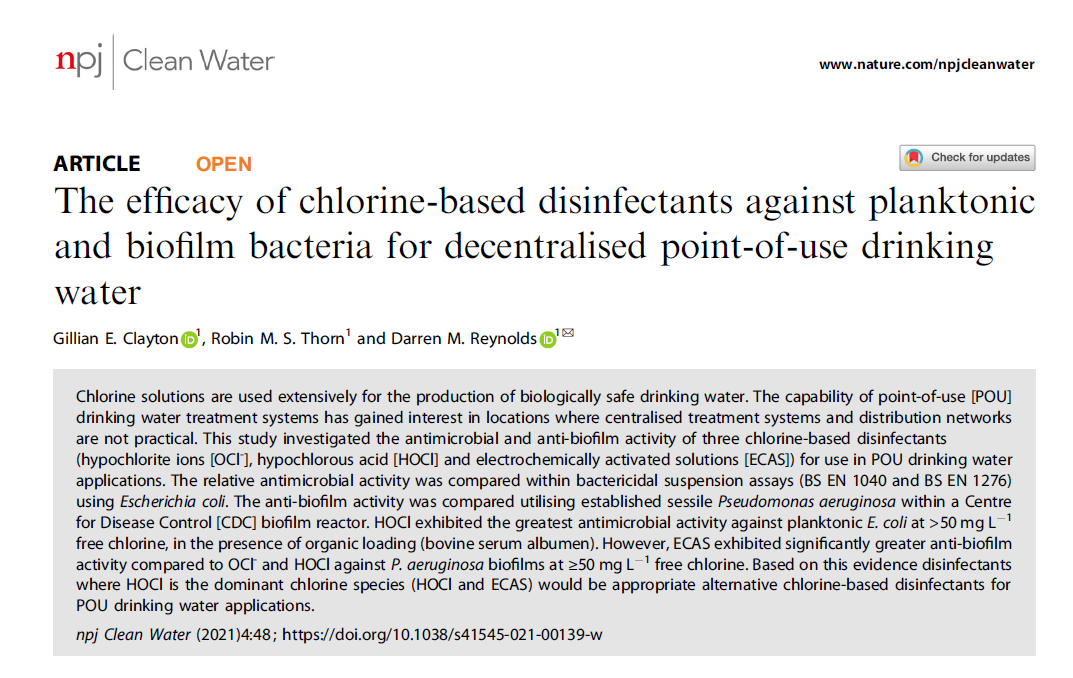 npj | Clean Water
www.nature.com/npjcleanwater
ARTICLE OPEN
Check for updates
The efficacy of chlorine-based disinfectants against planktonic
and biofilm bacteria for decentralised point-of-use drinking
water
Gillian E. Clayton iD 1, Robin M. S. Thorn1 and Darren M. Reynolds iD 1✉
Chlorine solutions are used extensively for the production of biologically safe drinking water. The capability of point-of-use [POU]
drinking water treatment systems has gained interest in locations where centralised treatment systems and distribution networks
are not practical. This study investigated the antimicrobial and anti-biofilm activity of three chlorine-based disinfectants
(hypochlorite ions [OCl-], hypochlorous acid [HOCl] and electrochemically activated solutions [ECAS]) for use in POU drinking water
applications. The relative antimicrobial activity was compared within bactericidal suspension assays (BS EN 1040 and BS EN 1276)
using Escherichia coli. The anti-biofilm activity was compared utilising established sessile Pseudomonas aeruginosa within a Centre
for Disease Control [CDC] biofilm reactor. HOCl exhibited the greatest antimicrobial activity against planktonic E. coli at >50 mg L−1
free chlorine, in the presence of organic loading (bovine serum albumen). However, ECAS exhibited significantly greater anti-biofilm
activity compared to OCl- and HOCl against P. aeruginosa biofilms at ≥50 mg L−1 free chlorine. Based on this evidence disinfectants
where HOCl is the dominant chlorine species (HOCl and ECAS) would be appropriate alternative chlorine-based disinfectants for
POU drinking water applications.
npj Clean Water (2021)4:48 ; https://doi.org/10.1038/s41545-021-00139-w